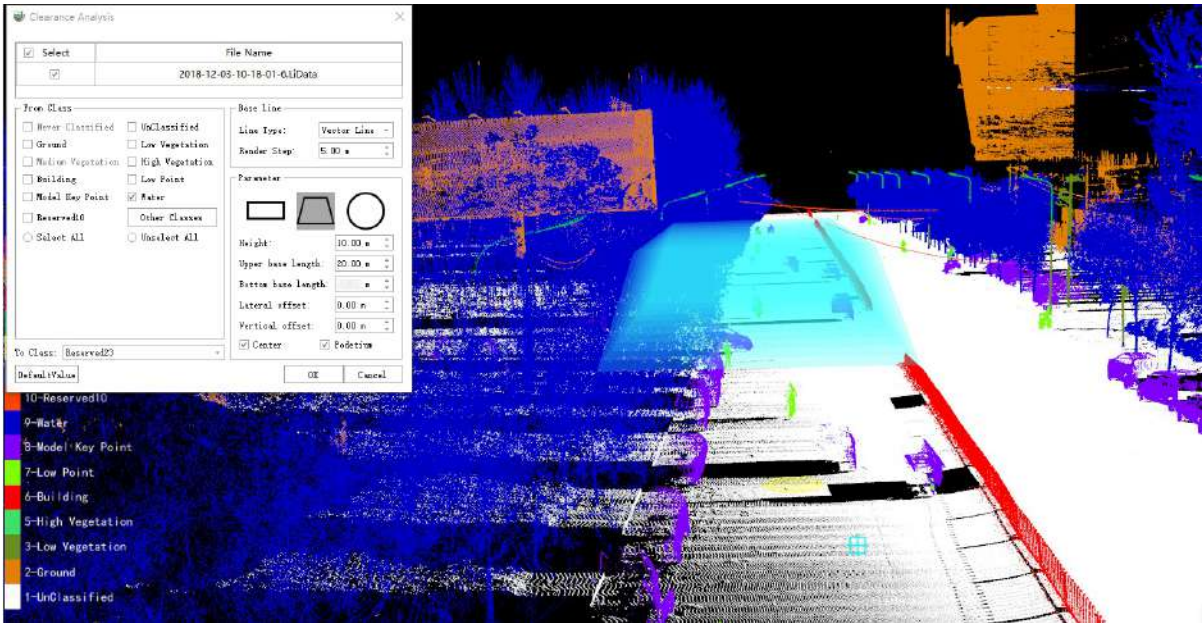 Clearance Analysis
Select File Name
2018-12-03-10-18-01-6.LiData
From Class
Never Classified UnClassified
Ground Low Vegetation
Medium Vegetation High Vegetation
Building Low Point
Model Key Point Water
Reserved10 Other Classes
Select All Unselect All
Base line
Line Type: Vector Line
Render Step: 5.00 m
Parameter
Height: 10.00 m
Upper base length: 20.00 m
Bottom base length: m
Lateral offset: 0.00 m
Vertical offset: 0.00 m
Center Podetium
To Class: Reserved23
DefaultValue OK Cancel
10-Reserved10
9-Water
8-Model Key Point
7-Low Point
6-Building
5-High Vegetation
3-Low Vegetation
2-Ground
1-UnClassified